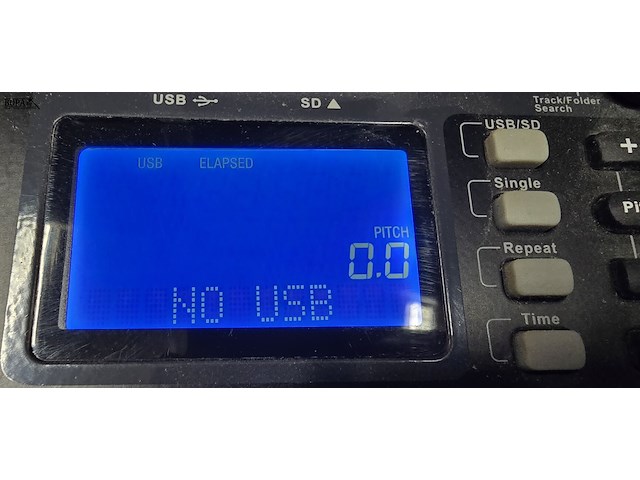 USB SD ▲
Track/Folder
Search
USB/SD
USB ELAPSED
Single
+
PITCH
0.0
Repeat
NO USB
Time